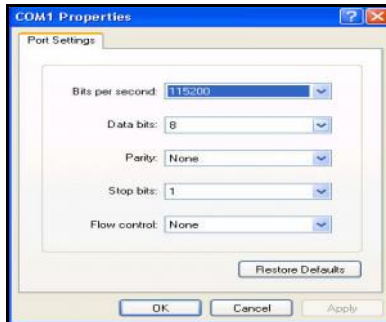 COM1 Properties
Port Settings
Bits per second: 115200
Data bits: 8
Parity: None
Stop bits: 1
Flow control: None
Restore Defaults
OK Cancel Apply